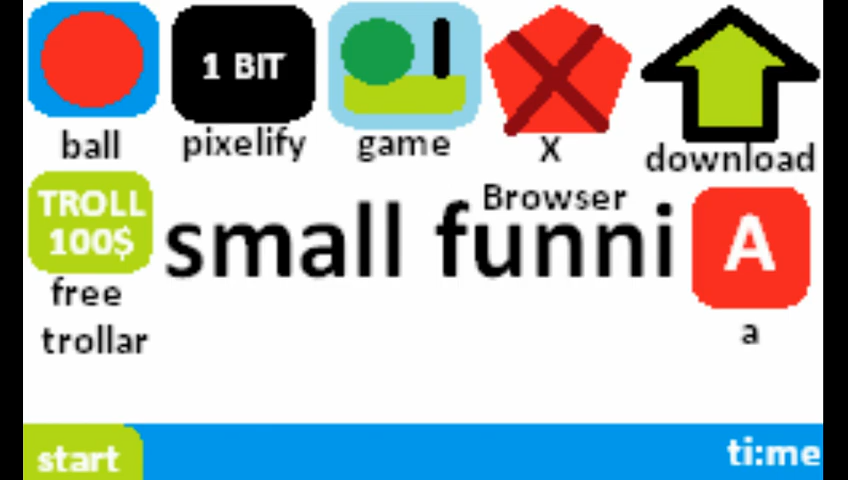 1 BIT
ball
pixelify
game
X
Browser
download
TROLL
100$
free
trollar
small funni
A
a
start
ti:me